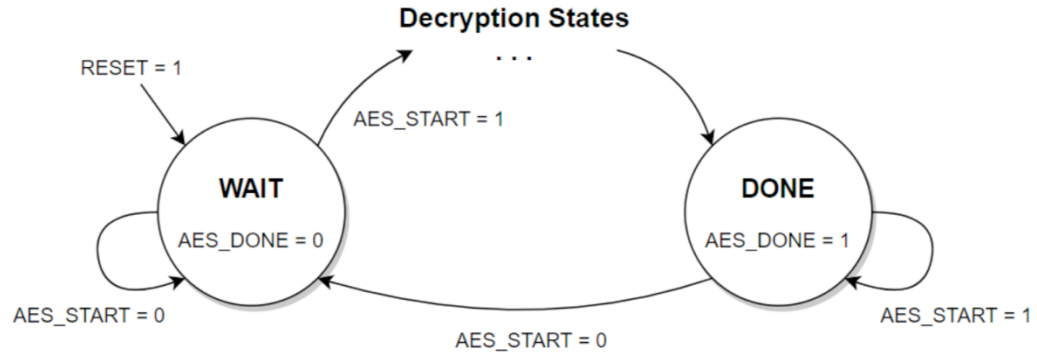 Decryption States
. . .
RESET = 1
AES_START = 1
WAIT
AES_DONE = 0
DONE
AES_DONE = 1
AES_START = 0
AES_START = 0
AES_START = 1